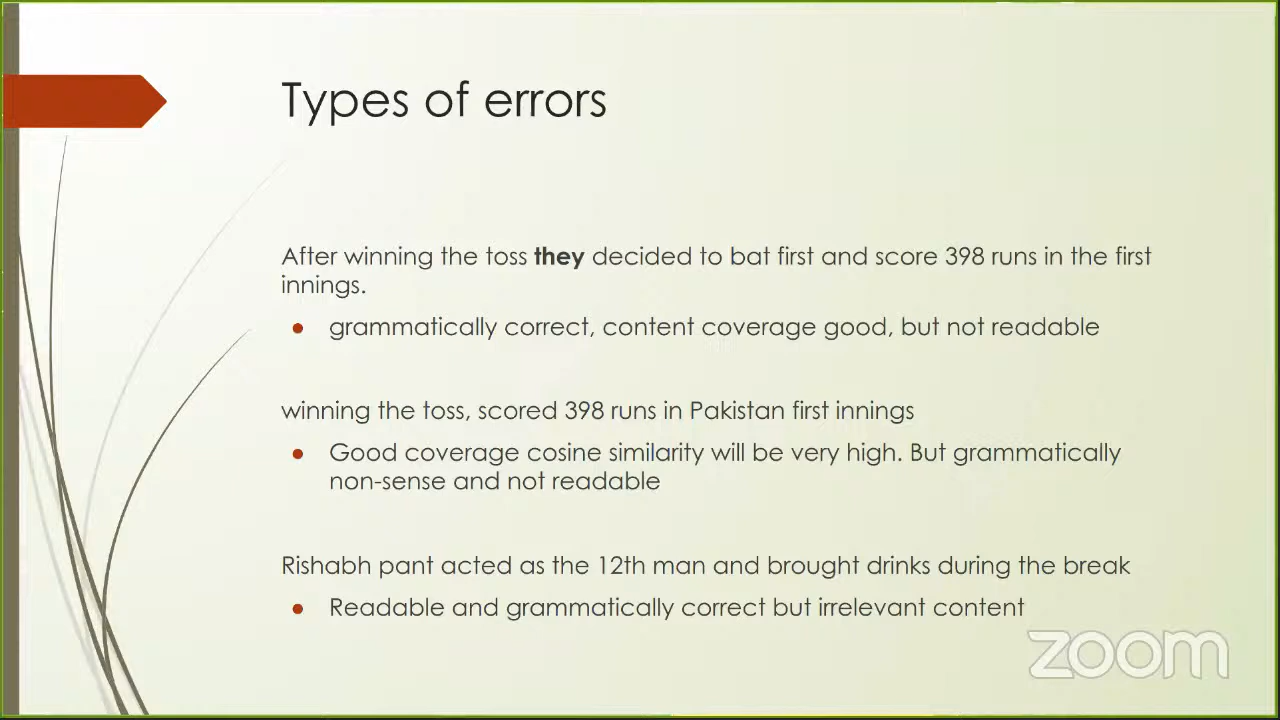 Types of errors
After winning the toss they decided to bat first and score 398 runs in the first
innings.
● grammatically correct, content coverage good, but not readable
winning the toss, scored 398 runs in Pakistan first innings
● Good coverage cosine similarity will be very high. But grammatically
non-sense and not readable
Rishabh pant acted as the 12th man and brought drinks during the break
● Readable and grammatically correct but irrelevant content
zoom